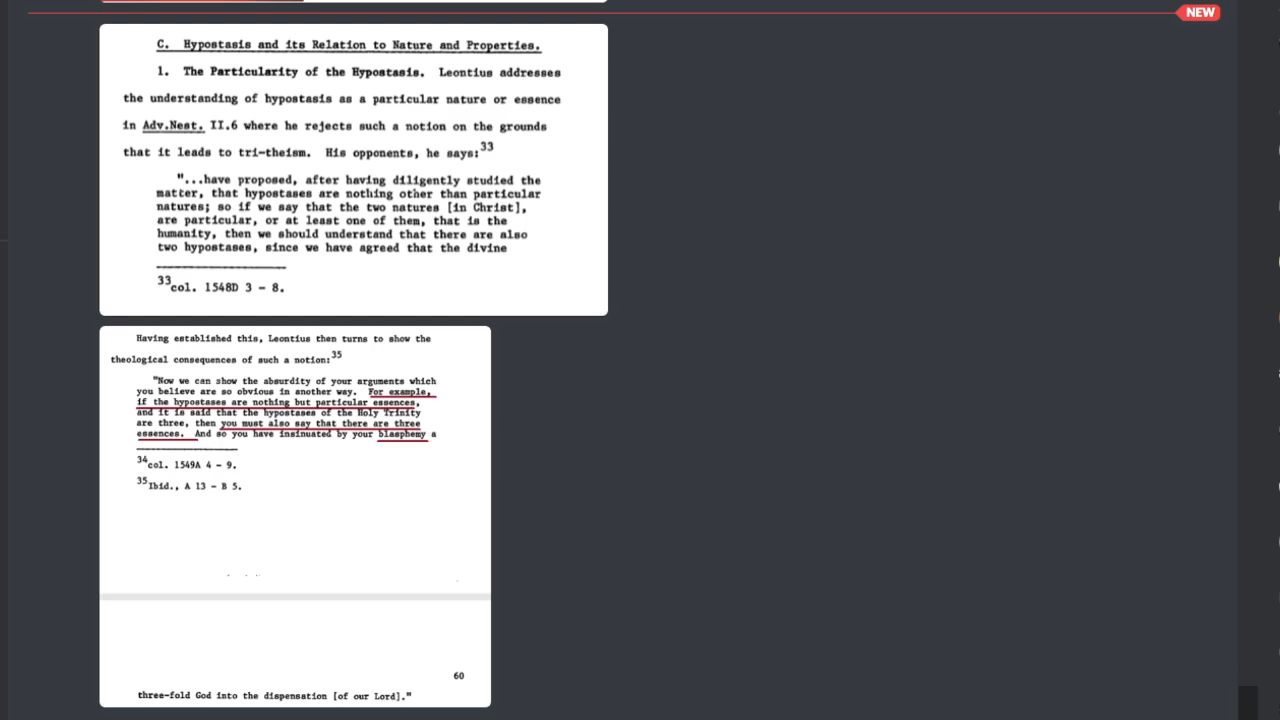 NEW
C. Hypostasis and its Relation to Nature and Properties.
1. The Particularity of the Hypostasis. Leontius addresses
the understanding of hypostasis as a particular nature or essence
in Adv.Nest. II.6 where he rejects such a notion on the grounds
that it leads to tri-theism. His opponents, he says:33
"...have proposed, after having diligently studied the
matter, that hypostases are nothing other than particular
natures; so if we say that the two natures [in Christ],
are particular, or at least one of them, that is the
humanity, then we should understand that there are also
two hypostases, since we have agreed that the divine
33col. 1548D 3 - 8.
Having established this, Leontius then turns to show the
theological consequences of such a notion:35
"Now we can show the absurdity of your arguments which
you believe are so obvious in another way. For example,
if the hypostases are nothing but particular essences,
and it is said that the hypostases of the Holy Trinity
are three, then you must also say that there are three
essences. And so you have insinuated by your blasphemy a
34col. 1549A 4 - 9.
35Ibid., A 13 - B 5.
60
three-fold God into the dispensation [of our Lord]."